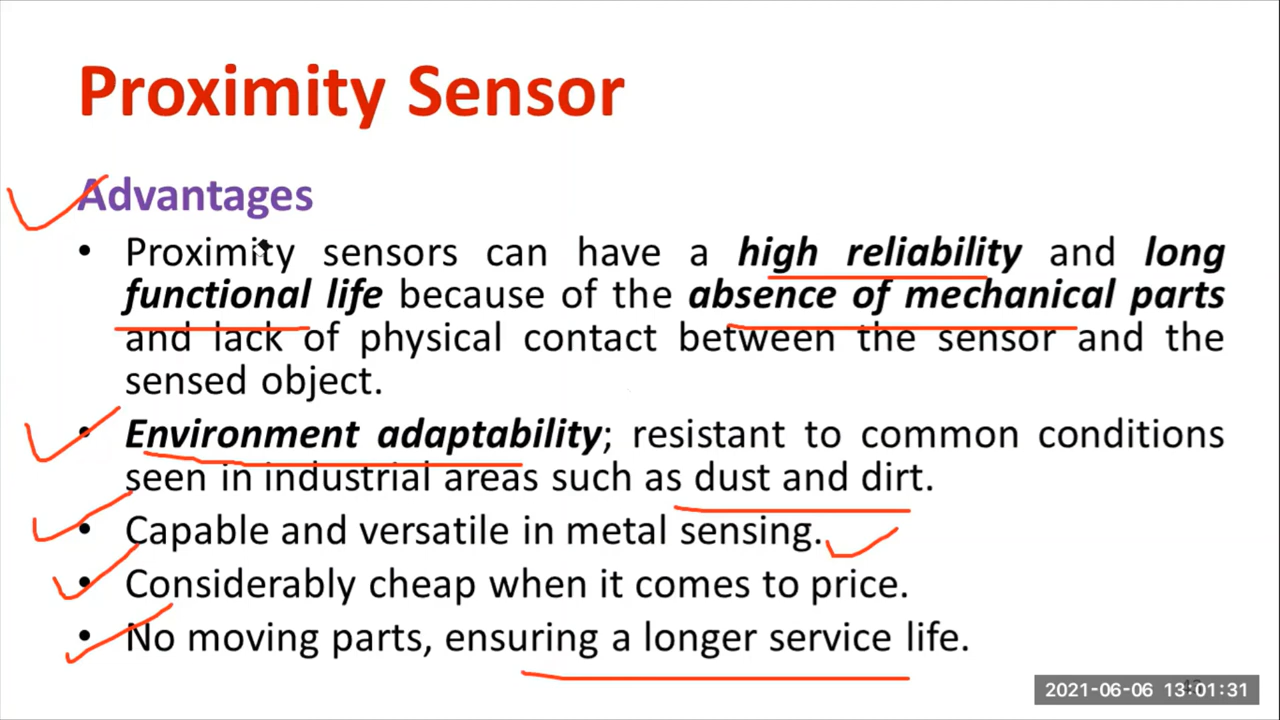 Proximity Sensor
Advantages
• Proximity sensors can have a high reliability and long
functional life because of the absence of mechanical parts
and lack of physical contact between the sensor and the
sensed object.
• Environment adaptability; resistant to common conditions
seen in industrial areas such as dust and dirt.
• Capable and versatile in metal sensing.
• Considerably cheap when it comes to price.
• No moving parts, ensuring a longer service life.
2021-06-06 13:01:31